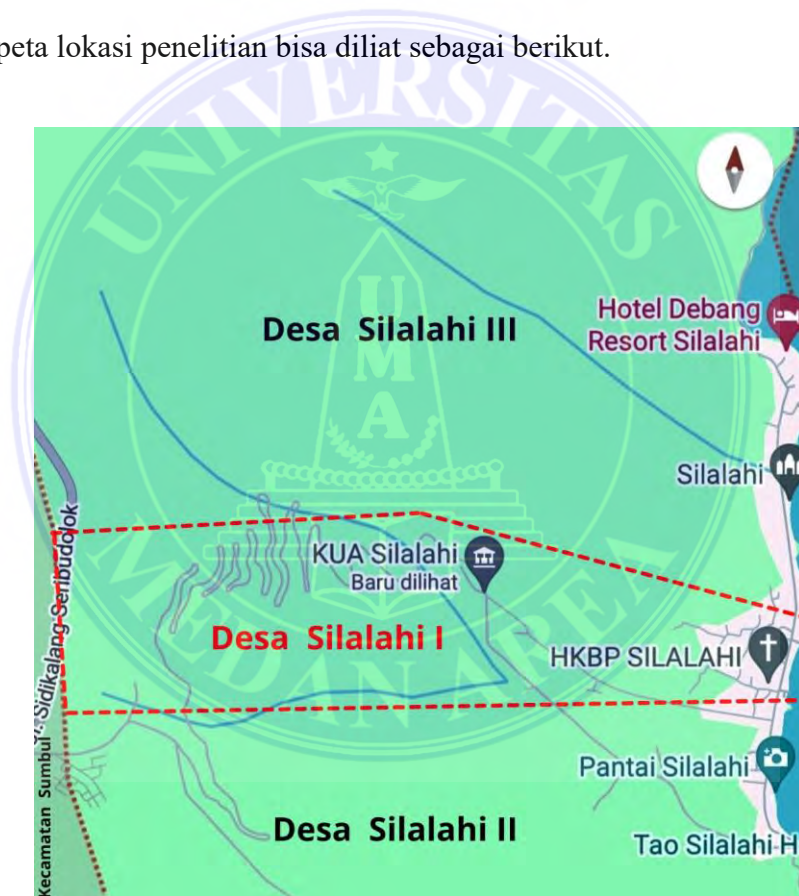 peta lokasi penelitian bisa diliat sebagai berikut.
UNIVERSITAS
UMA
Desa Silalahi III
Hotel Debang
Resort Silalahi
Silalahi
KUA Silalahi
Baru dilihat
Desa Silalahi I
HKBP SILALAHI
MEDAN AREA
Sidikalang-Seribudolok
Pantai Silalahi
Kecamatan Sumbul
Desa Silalahi II
Tao Silalahi H